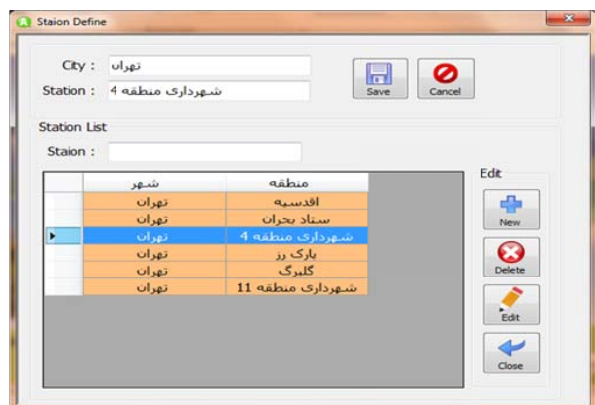 Staion Define
City : تهران
Station : شهرداری منطقه 4
Save
Cancel
Station List
Staion :
شهر منطقه
تهران اقدسیه
تهران ستاد بحران
تهران شهرداری منطقه 4
تهران پارک رز
تهران گلبرگ
تهران شهرداری منطقه 11
Edit
New
Delete
Edit
Close